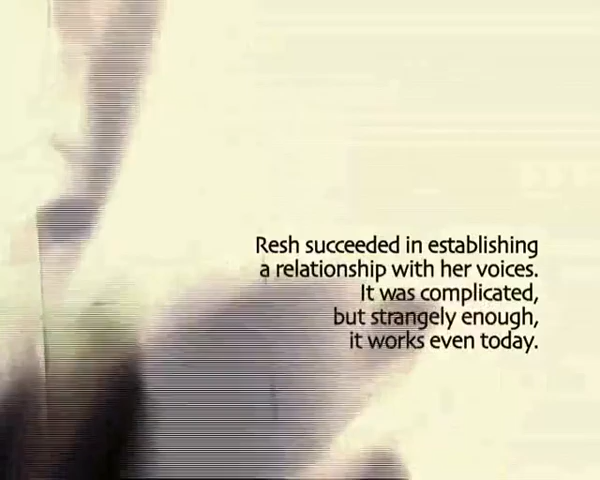 Resh succeeded in establishing
a relationship with her voices.
It was complicated,
but strangely enough,
it works even today.